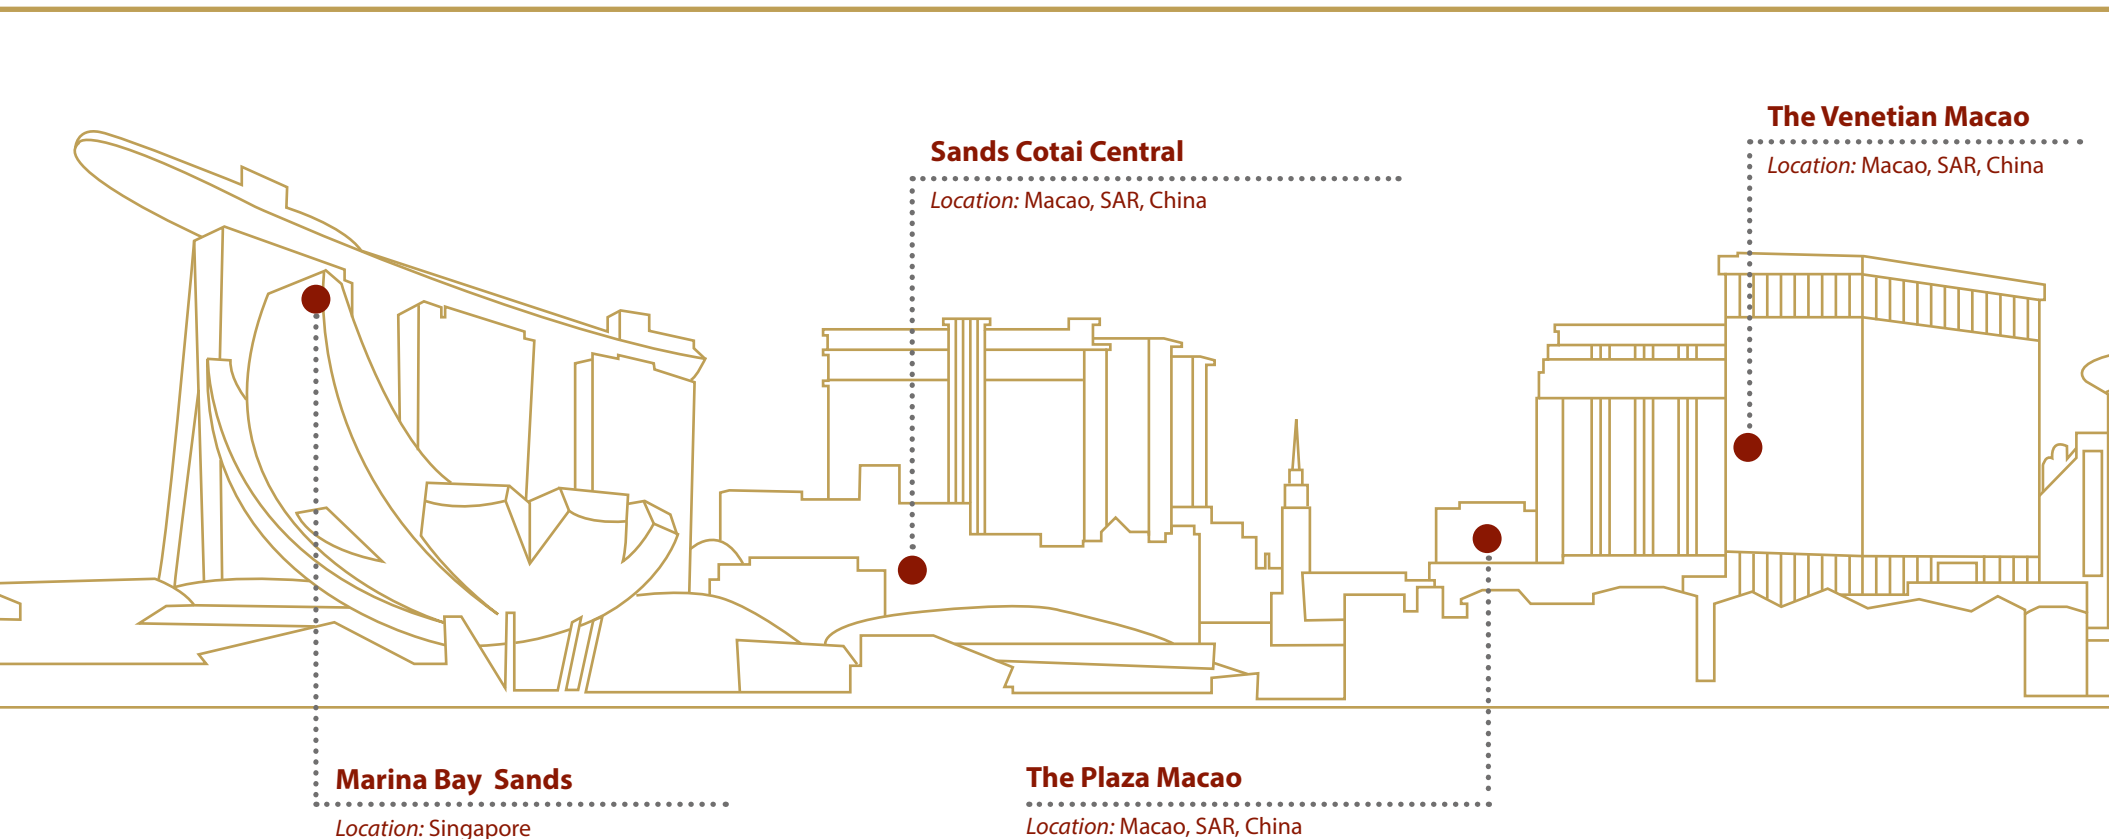 The Venetian Macao
Location: Macao, SAR, China
Sands Cotai Central
Location: Macao, SAR, China
Marina Bay Sands
Location: Singapore
The Plaza Macao
Location: Macao, SAR, China